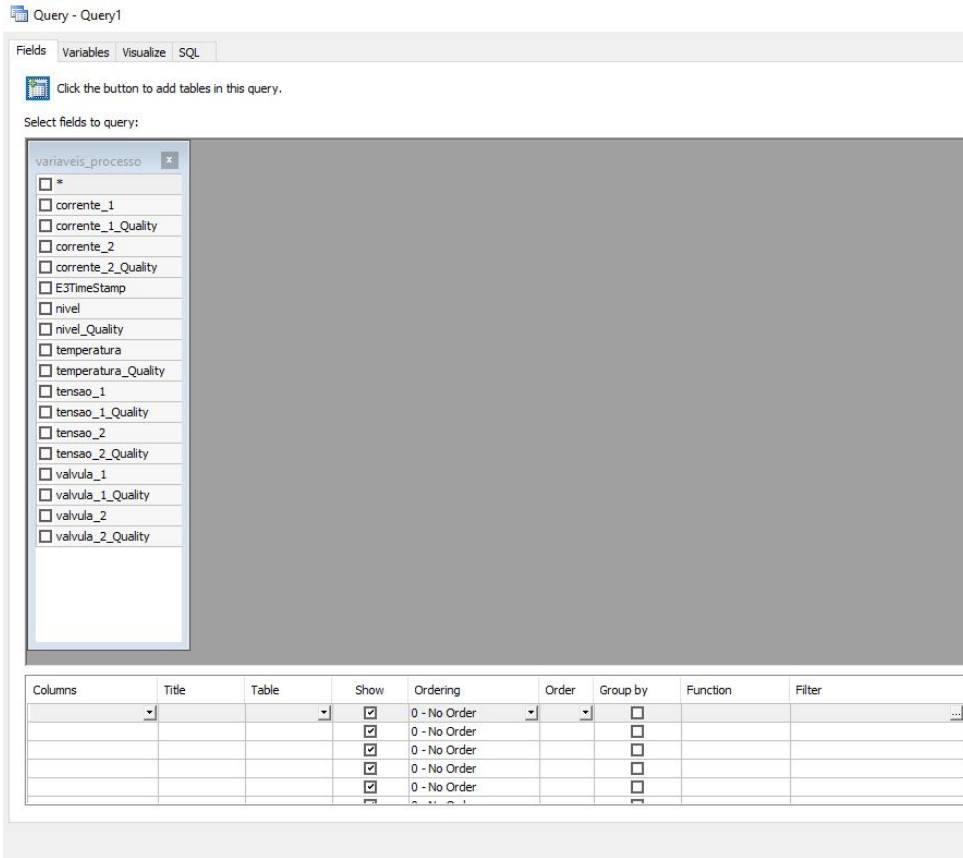 Query - Query1
Fields Variables Visualize SQL
Click the button to add tables in this query.
Select fields to query:
variaveis_processo x
*
corrente_1
corrente_1_Quality
corrente_2
corrente_2_Quality
E3TimeStamp
nivel
nivel_Quality
temperatura
temperatura_Quality
tensao_1
tensao_1_Quality
tensao_2
tensao_2_Quality
valvula_1
valvula_1_Quality
valvula_2
valvula_2_Quality
Columns Title Table Show Ordering Order Group by Function Filter
0 - No Order ...
0 - No Order
0 - No Order
0 - No Order
0 - No Order